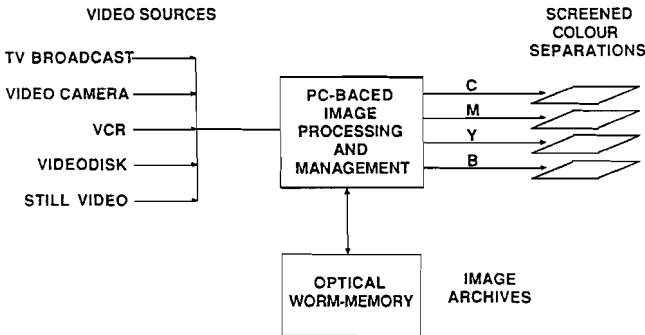 VIDEO SOURCES
TV BROADCAST
VIDEO CAMERA
VCR
VIDEODISK
STILL VIDEO
PC-BACED
IMAGE
PROCESSING
AND
MANAGEMENT
C
M
Y
B
SCREENED
COLOUR
SEPARATIONS
OPTICAL
WORM-MEMORY
IMAGE
ARCHIVES